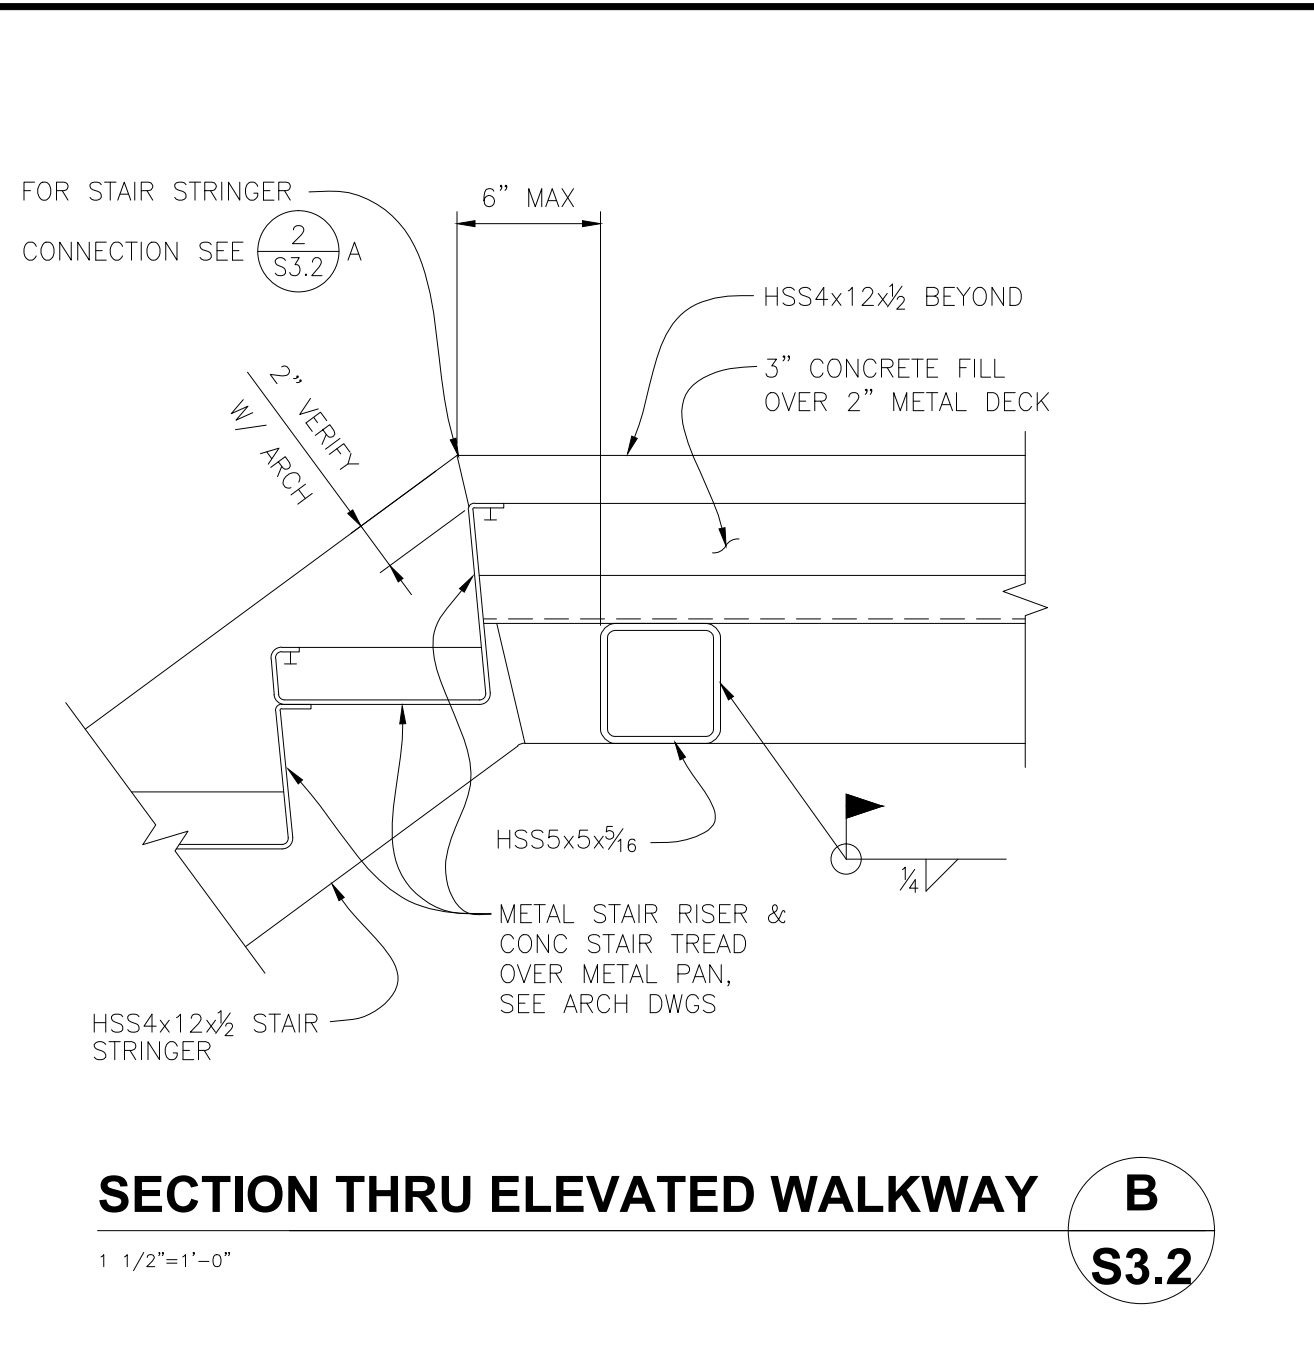 FOR STAIR STRINGER
CONNECTION SEE 2 A
S3.2
6” MAX
HSS4x12x½ BEYOND
3” CONCRETE FILL
OVER 2” METAL DECK
2” VERIFY
W/ ARCH
HSS5x5x5⁄16
¼
METAL STAIR RISER &
CONC STAIR TREAD
OVER METAL PAN,
SEE ARCH DWGS
HSS4x12x½ STAIR
STRINGER
SECTION THRU ELEVATED WALKWAY
B
S3.2
1 1/2”=1’-0”